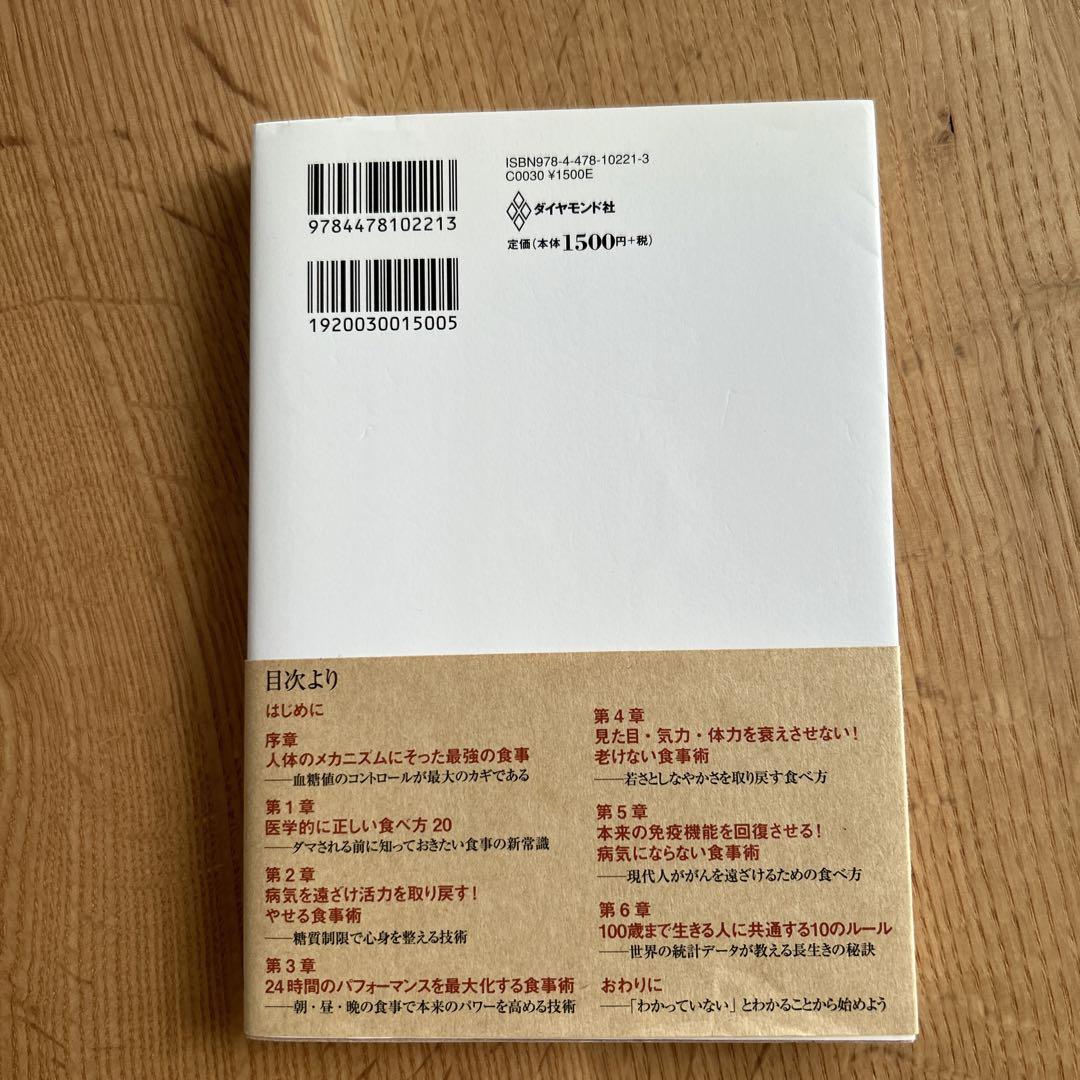 9784478102213
1920030015005
ISBN978-4-478-10221-3
C0030 ¥1500E
ダイヤモンド社
定価(本体1500円+税)
目次より
はじめに
序章
人体のメカニズムにそった最強の食事
──血糖値のコントロールが最大のカギである
第1章
医学的に正しい食べ方20
──ダマされる前に知っておきたい食事の新常識
第2章
病気を遠ざけ活力を取り戻す!
やせる食事術
──糖質制限で心身を整える技術
第3章
24時間のパフォーマンスを最大化する食事術
──朝・昼・晩の食事で本来のパワーを高める技術
第4章
見た目・気力・体力を衰えさせない!
老けない食事術
──若さとしなやかさを取り戻す食べ方
第5章
本来の免疫機能を回復させる!
病気にならない食事術
──現代人ががんを遠ざけるための食べ方
第6章
100歳まで生きる人に共通する10のルール
──世界の統計データが教える長生きの秘訣
おわりに
──「わかっていない」とわかることから始めよう